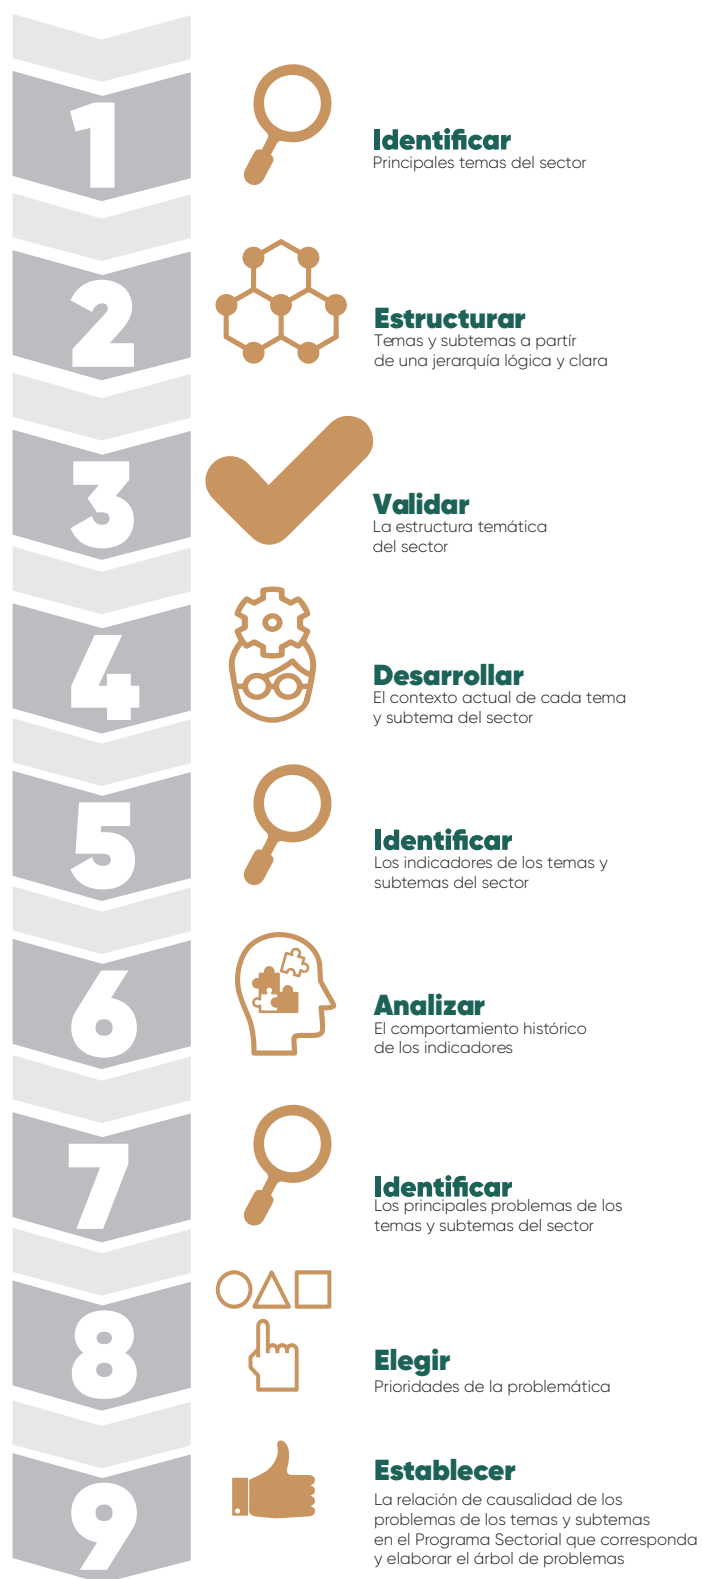 1
Identificar
Principales temas del sector
2
Estructurar
Temas y subtemas a partír
de una jerarquía lógica y clara
3
Validar
La estructura temática
del sector
4
Desarrollar
El contexto actual de cada tema
y subtema del sector
5
Identificar
Los indicadores de los temas y
subtemas del sector
6
Analizar
El comportamiento histórico
de los indicadores
7
Identificar
Los principales problemas de los
temas y subtemas del sector
8
Elegir
Prioridades de la problemática
9
Establecer
La relación de causalidad de los
problemas de los temas y subtemas
en el Programa Sectorial que corresponda
y elaborar el árbol de problemas